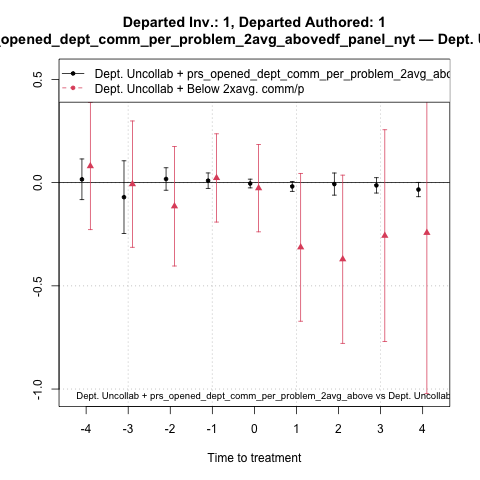 Departed Inv.: 1, Departed Authored: 1
_opened_dept_comm_per_problem_2avg_abovedf_panel_nyt — Dept.
Dept. Uncollab + prs_opened_dept_comm_per_problem_2avg_abo
Dept. Uncollab + Below 2xavg. comm/p
0.5
0.0
-0.5
-1.0
Dept. Uncollab + prs_opened_dept_comm_per_problem_2avg_above vs Dept. Uncollab
-4 -3 -2 -1 0 1 2 3 4
Time to treatment